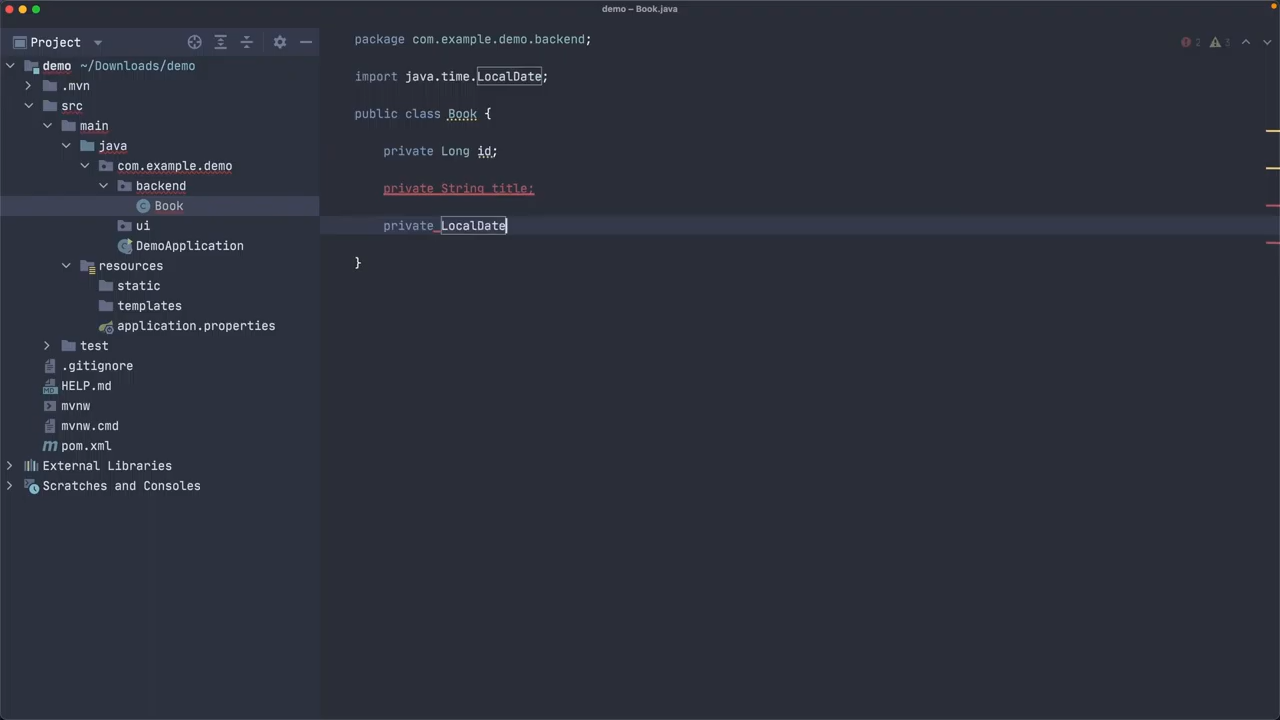 demo – Book.java
Project
demo ~/Downloads/demo
.mvn
src
main
java
com.example.demo
backend
Book
ui
DemoApplication
resources
static
templates
application.properties
test
.gitignore
HELP.md
mvnw
mvnw.cmd
pom.xml
External Libraries
Scratches and Consoles
package com.example.demo.backend;
2 3
import java.time.LocalDate;
public class Book {
private Long id;
private String title;
private LocalDate
}